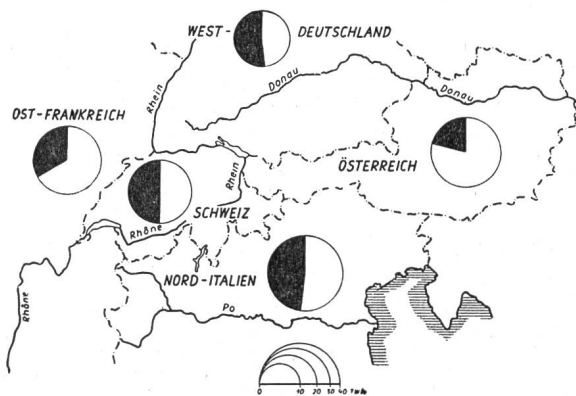 WEST- DEUTSCHLAND
Rhein
Donau
Donau
OST-FRANKREICH
ÖSTERREICH
Rhein
SCHWEIZ
Rhône
NORD-ITALIEN
Rhône
Po
0 10 20 30 40